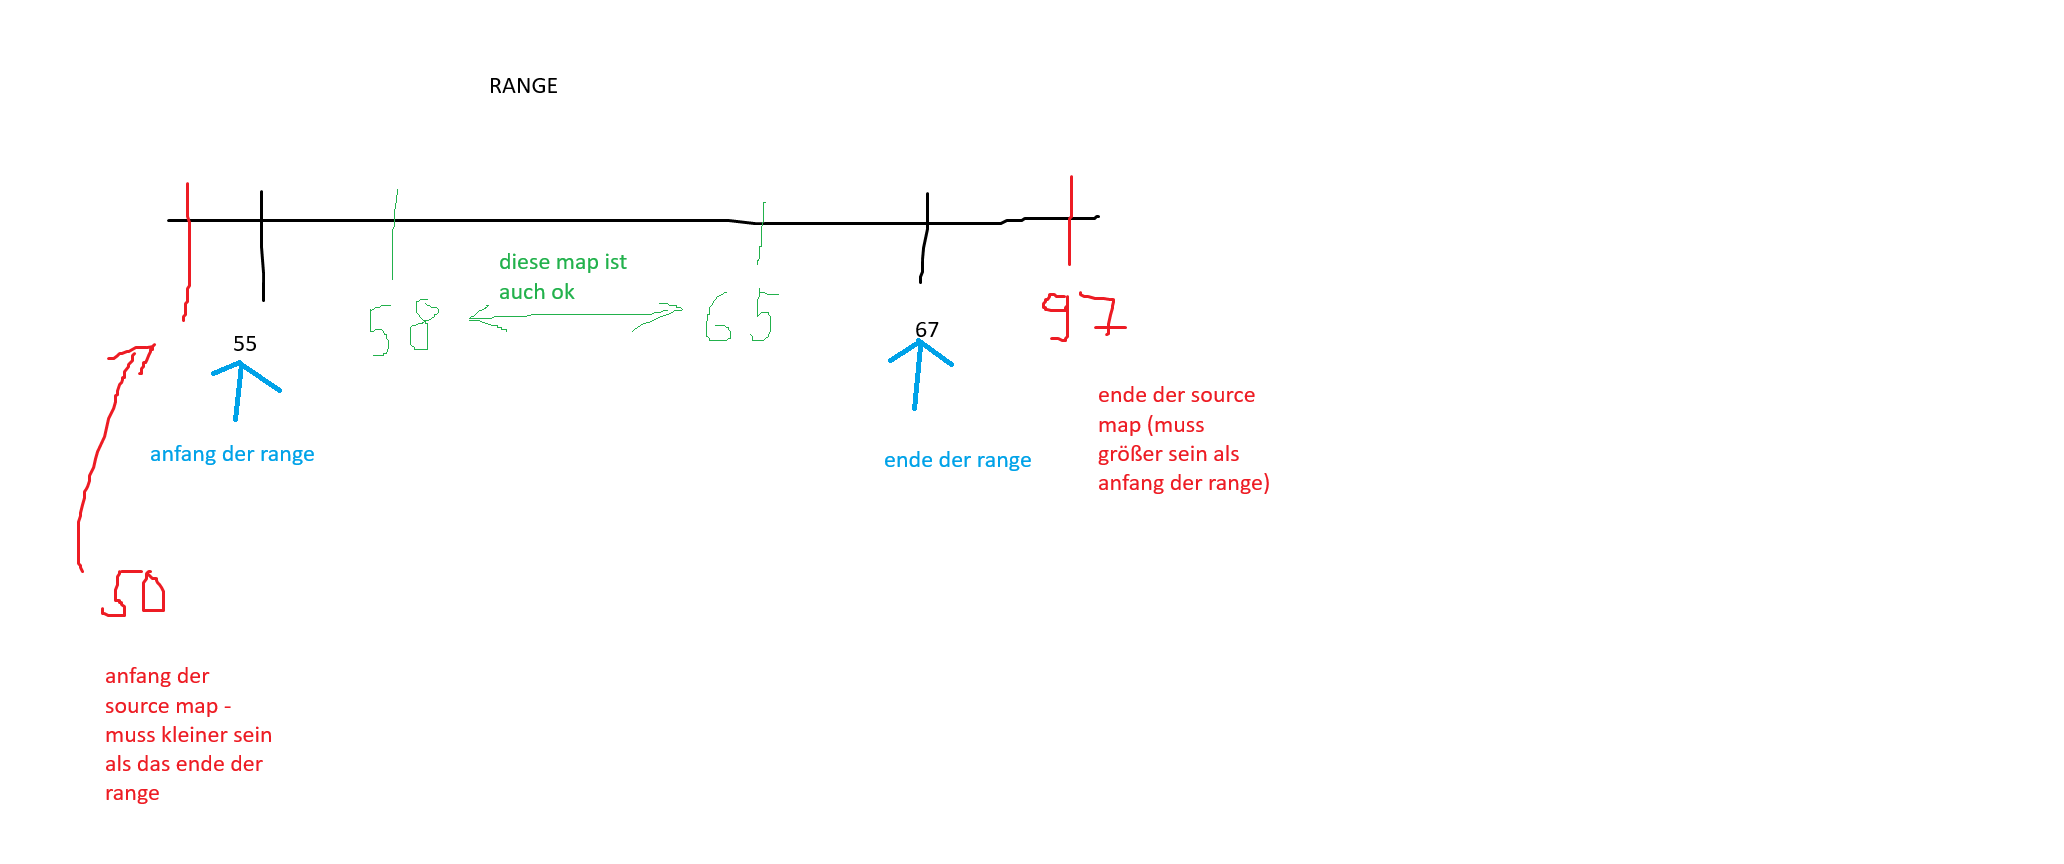 RANGE
diese map ist
auch ok
58
65
55
67
97
anfang der range
ende der range
ende der source
map (muss
größer sein als
anfang der range)
50
anfang der
source map -
muss kleiner sein
als das ende der
range